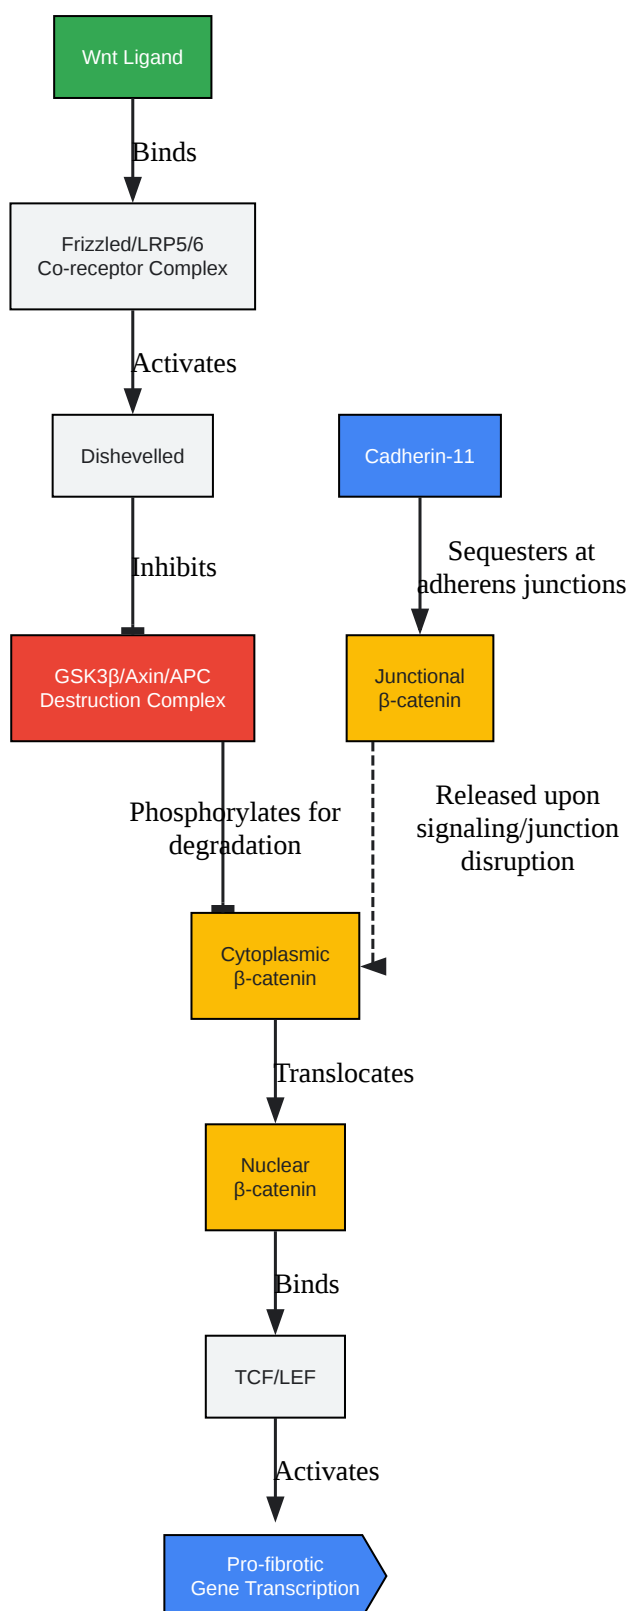 Wnt Ligand
Binds
Frizzled/LRP5/6
Co-receptor Complex
Activates
Dishevelled
Cadherin-11
Inhibits
Sequesters at
adherens junctions
GSK3β/Axin/APC
Destruction Complex
Junctional
β-catenin
Phosphorylates for
degradation
Released upon
signaling/junction
disruption
Cytoplasmic
β-catenin
Translocates
Nuclear
β-catenin
Binds
TCF/LEF
Activates
Pro-fibrotic
Gene Transcription